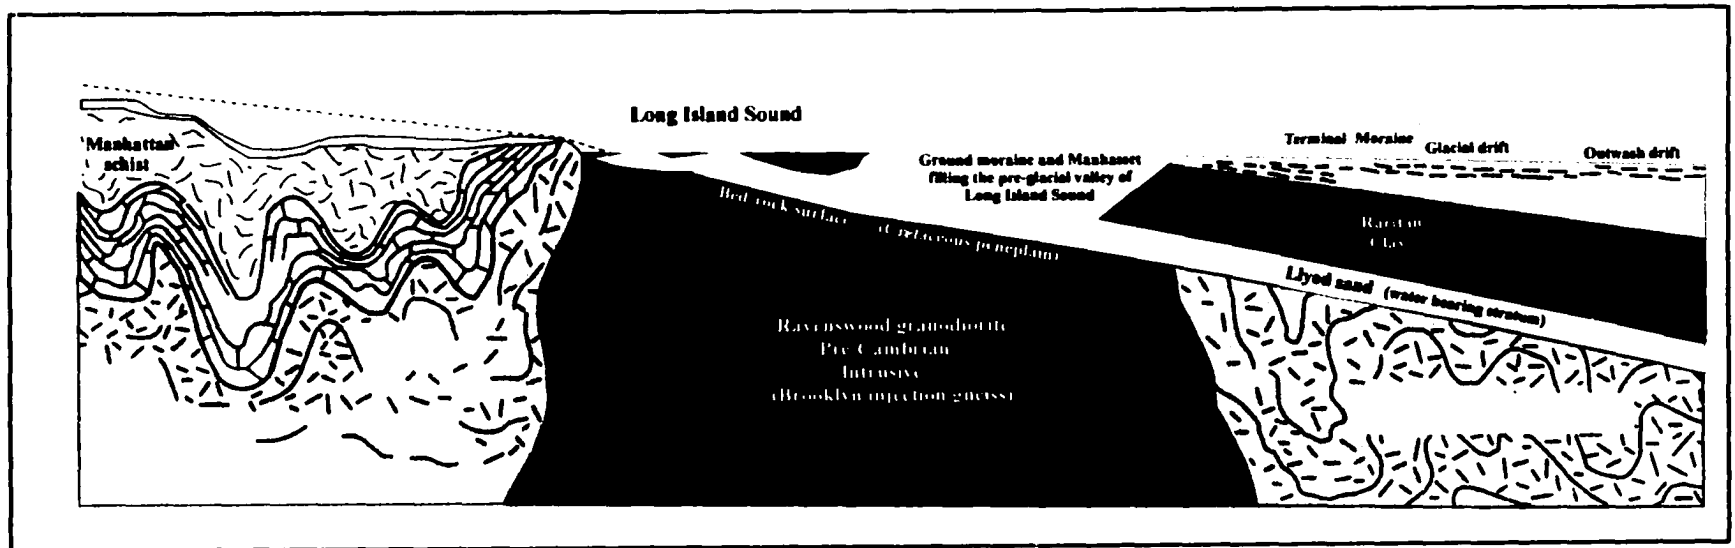 Long Island Sound
Manhattan
schist
Terminal Moraine
Glacial drift
Outwash drift
Ground moraine and Manhasset
filling the pre-glacial valley of
Long Island Sound
Bed rock surface (Cretaceous peneplain)
Raritan
Clay
Llyod sand (water bearing stratum)
Ravenswood granodiorite
Pre Cambrian
Intrusive
(Brooklyn injection gneiss)